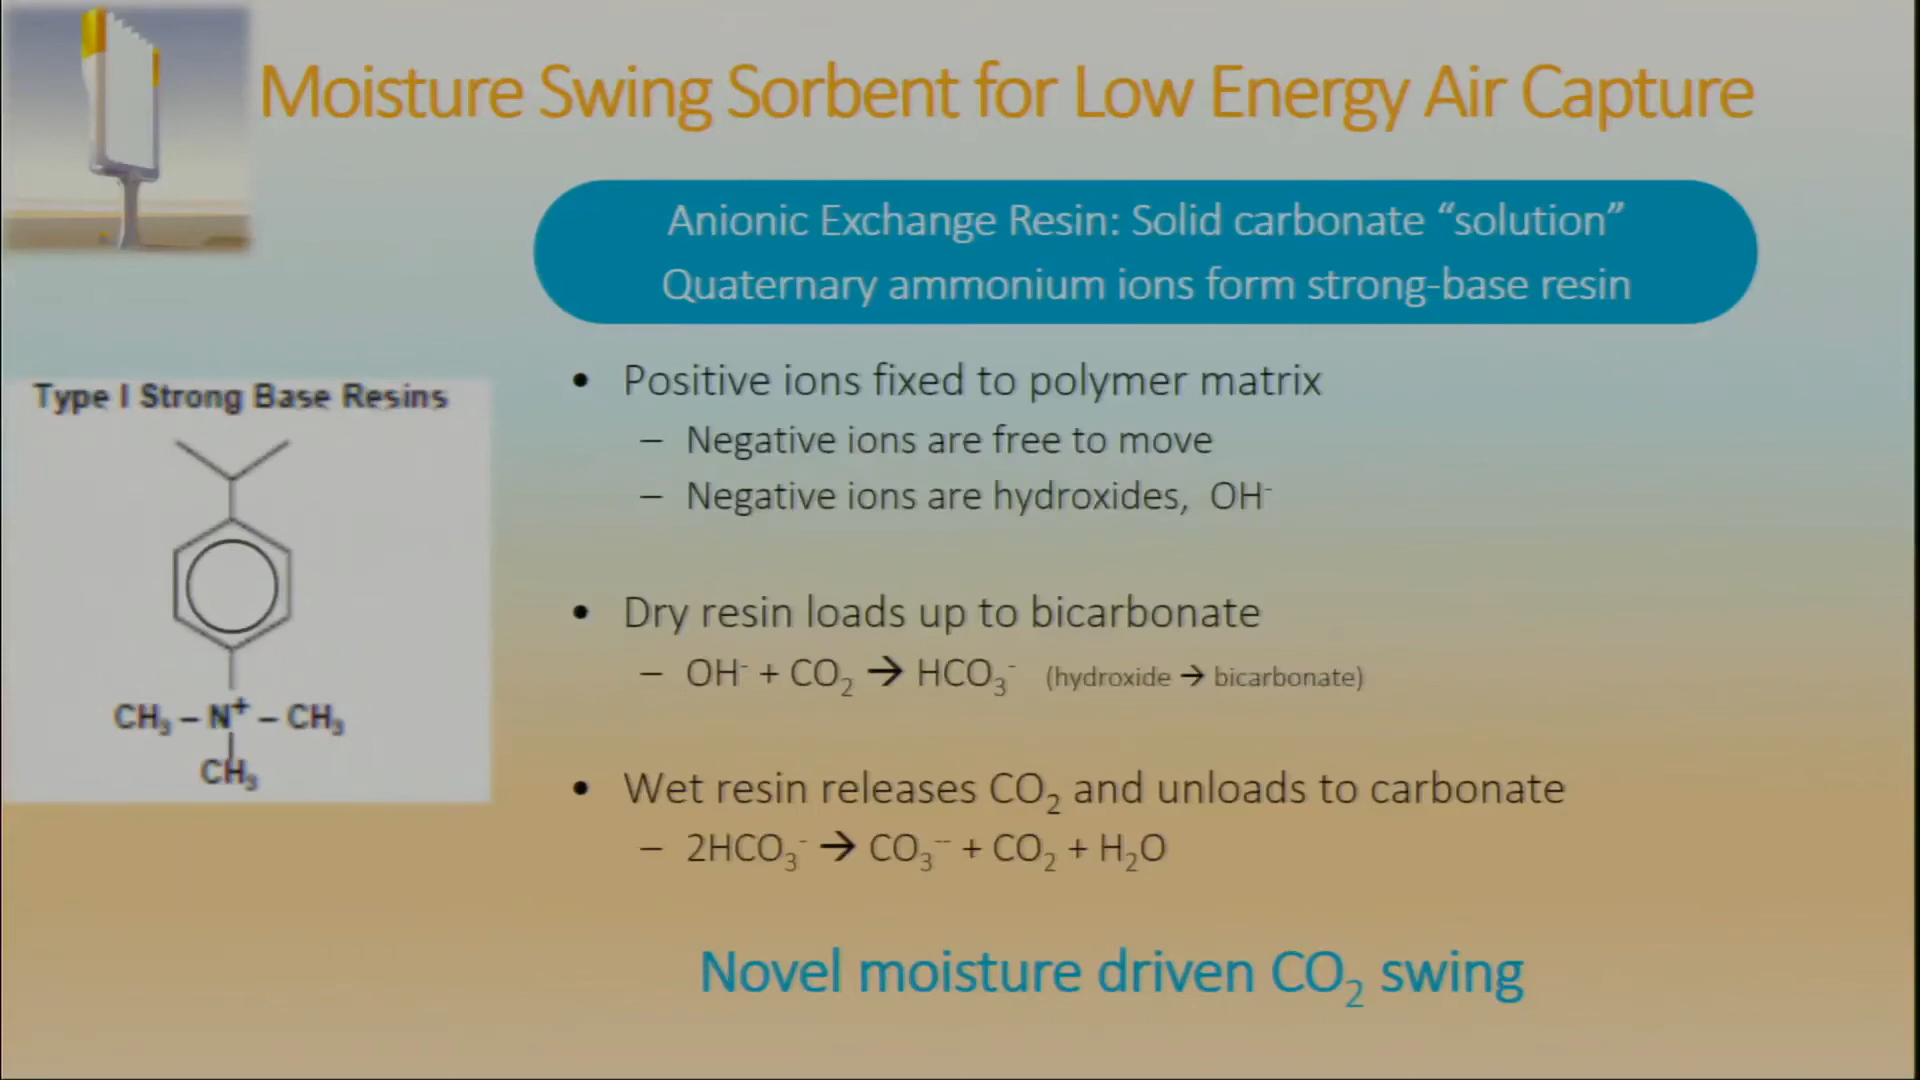 Moisture Swing Sorbent for Low Energy Air Capture
Anionic Exchange Resin: Solid carbonate “solution”
Quaternary ammonium ions form strong-base resin
• Positive ions fixed to polymer matrix
– Negative ions are free to move
– Negative ions are hydroxides, OH⁻
• Dry resin loads up to bicarbonate
– OH⁻ + CO₂ → HCO₃⁻ (hydroxide → bicarbonate)
• Wet resin releases CO₂ and unloads to carbonate
– 2HCO₃⁻ → CO₃⁻⁻ + CO₂ + H₂O
Novel moisture driven CO₂ swing
Type I Strong Base Resins
CH₃ – N⁺ – CH₃
CH₃